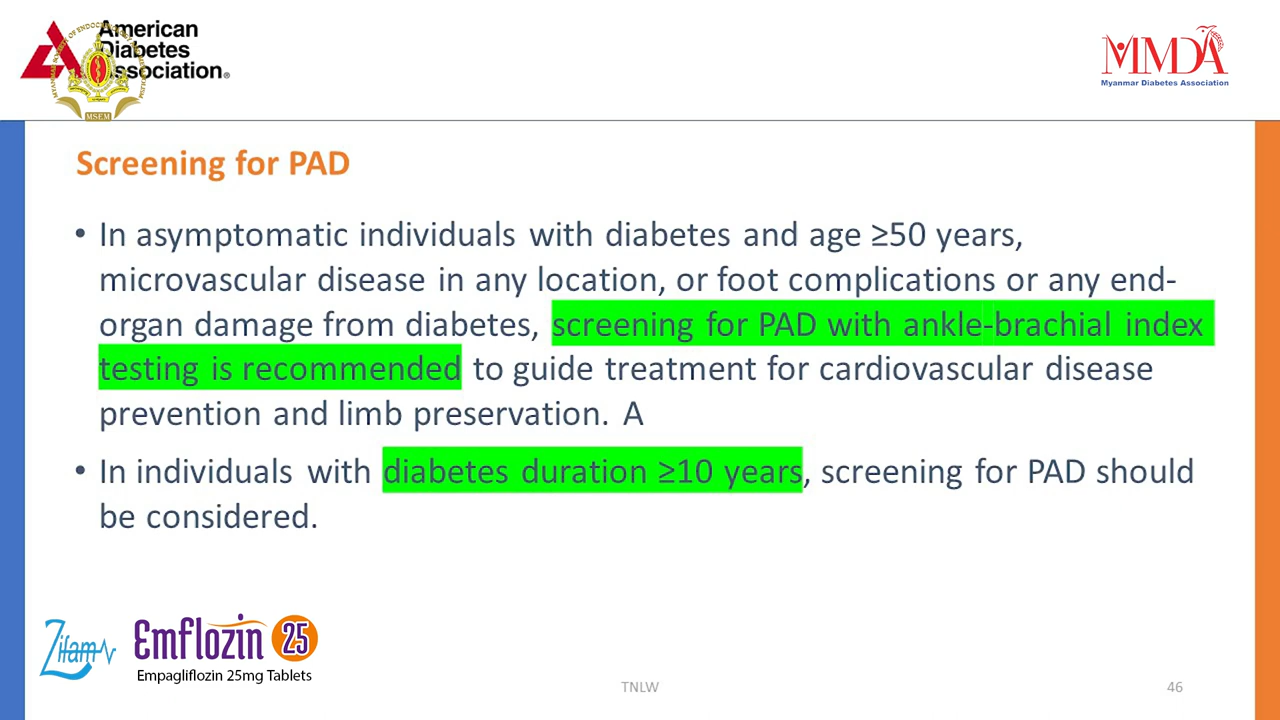 American
Diabetes
Association®
MSEM
MMDA
Myanmar Diabetes Association
Screening for PAD
• In asymptomatic individuals with diabetes and age ≥50 years,
microvascular disease in any location, or foot complications or any end-
organ damage from diabetes, screening for PAD with ankle-brachial index
testing is recommended to guide treatment for cardiovascular disease
prevention and limb preservation. A
• In individuals with diabetes duration ≥10 years, screening for PAD should
be considered.
Zifam
Emflozin 25
Empagliflozin 25mg Tablets
TNLW
46